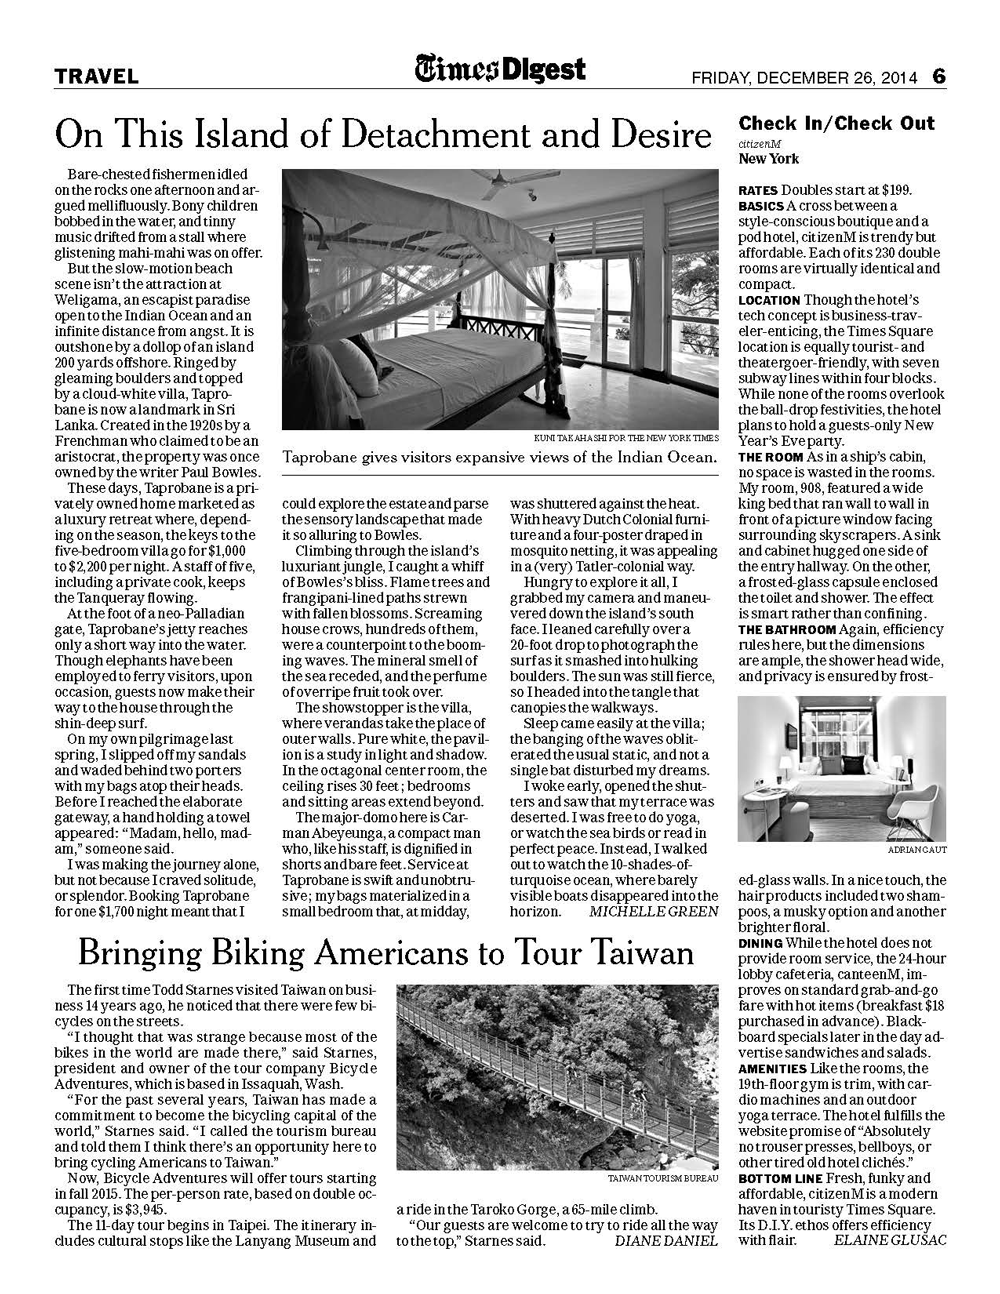 TRAVEL
Times Digest
FRIDAY, DECEMBER 26, 2014 6
On This Island of Detachment and Desire
Bare-chested fishermen idled
on the rocks one afternoon and ar-
gued mellifluously. Bony children
bobbed in the water, and tinny
music drifted from a stall where
glistening mahi-mahi was on offer.
But the slow-motion beach
scene isn't the attraction at
Weligama, an escapist paradise
open to the Indian Ocean and an
infinite distance from angst. It is
outshone by a dollop of an island
200 yards offshore. Ringed by
gleaming boulders and topped
by a cloud-white villa, Tapro-
bane is now a landmark in Sri
Lanka. Created in the 1920s by a
Frenchman who claimed to be an
aristocrat, the property was once
owned by the writer Paul Bowles.
These days, Taprobane is a pri-
vately owned home marketed as
a luxury retreat where, depend-
ing on the season, the keys to the
five-bedroom villa go for $1,000
to $2,200 per night. A staff of five,
including a private cook, keeps
the Tanqueray flowing.
At the foot of a neo-Palladian
gate, Taprobane's jetty reaches
only a short way into the water.
Though elephants have been
employed to ferry visitors, upon
occasion, guests now make their
way to the house through the
shin-deep surf.
On my own pilgrimage last
spring, I slipped off my sandals
and waded behind two porters
with my bags atop their heads.
Before I reached the elaborate
gateway, a hand holding a towel
appeared: “Madam, hello, mad-
am,” someone said.
I was making the journey alone,
but not because I craved solitude,
or splendor. Booking Taprobane
for one $1,700 night meant that I
KUNI TAKAHASHI FOR THE NEW YORK TIMES
Taprobane gives visitors expansive views of the Indian Ocean.
could explore the estate and parse
the sensory landscape that made
it so alluring to Bowles.
Climbing through the island's
luxuriant jungle, I caught a whiff
of Bowles's bliss. Flame trees and
frangipani-lined paths strewn
with fallen blossoms. Screaming
house crows, hundreds of them,
were a counterpoint to the boom-
ing waves. The mineral smell of
the sea receded, and the perfume
of overripe fruit took over.
The showstopper is the villa,
where verandas take the place of
outer walls. Pure white, the pavil-
ion is a study in light and shadow.
In the octagonal center room, the
ceiling rises 30 feet; bedrooms
and sitting areas extend beyond.
The major-domo here is Car-
man Abeyeunga, a compact man
who, like his staff, is dignified in
shorts and bare feet. Service at
Taprobane is swift and unobtru-
sive; my bags materialized in a
small bedroom that, at midday,
was shuttered against the heat.
With heavy Dutch Colonial furni-
ture and a four-poster draped in
mosquito netting, it was appealing
in a (very) Tatler-colonial way.
Hungry to explore it all, I
grabbed my camera and maneu-
vered down the island's south
face. I leaned carefully over a
20-foot drop to photograph the
surf as it smashed into hulking
boulders. The sun was still fierce,
so I headed into the tangle that
canopies the walkways.
Sleep came easily at the villa;
the banging of the waves oblit-
erated the usual static, and not a
single bat disturbed my dreams.
I woke early, opened the shut-
ters and saw that my terrace was
deserted. I was free to do yoga,
or watch the sea birds or read in
perfect peace. Instead, I walked
out to watch the 10-shades-of-
turquoise ocean, where barely
visible boats disappeared into the
horizon. MICHELLE GREEN
Bringing Biking Americans to Tour Taiwan
The first time Todd Starnes visited Taiwan on busi-
ness 14 years ago, he noticed that there were few bi-
cycles on the streets.
“I thought that was strange because most of the
bikes in the world are made there,” said Starnes,
president and owner of the tour company Bicycle
Adventures, which is based in Issaquah, Wash.
“For the past several years, Taiwan has made a
commitment to become the bicycling capital of the
world,” Starnes said. “I called the tourism bureau
and told them I think there's an opportunity here to
bring cycling Americans to Taiwan.”
Now, Bicycle Adventures will offer tours starting
in fall 2015. The per-person rate, based on double oc-
cupancy, is $3,945.
The 11-day tour begins in Taipei. The itinerary in-
cludes cultural stops like the Lanyang Museum and
TAIWAN TOURISM BUREAU
a ride in the Taroko Gorge, a 65-mile climb.
“Our guests are welcome to try to ride all the way
to the top,” Starnes said. DIANE DANIEL
Check In/Check Out
citizenM
New York
RATES Doubles start at $199.
BASICS A cross between a
style-conscious boutique and a
pod hotel, citizenM is trendy but
affordable. Each of its 230 double
rooms are virtually identical and
compact.
LOCATION Though the hotel's
tech concept is business-trav-
eler-enticing, the Times Square
location is equally tourist- and
theatergoer-friendly, with seven
subway lines within four blocks.
While none of the rooms overlook
the ball-drop festivities, the hotel
plans to hold a guests-only New
Year's Eve party.
THE ROOM As in a ship's cabin,
no space is wasted in the rooms.
My room, 908, featured a wide
king bed that ran wall to wall in
front of a picture window facing
surrounding skyscrapers. A sink
and cabinet hugged one side of
the entry hallway. On the other,
a frosted-glass capsule enclosed
the toilet and shower. The effect
is smart rather than confining.
THE BATHROOM Again, efficiency
rules here, but the dimensions
are ample, the shower head wide,
and privacy is ensured by frost-
ADRIAN GAUT
ed-glass walls. In a nice touch, the
hair products included two sham-
poos, a musky option and another
brighter floral.
DINING While the hotel does not
provide room service, the 24-hour
lobby cafeteria, canteenM, im-
proves on standard grab-and-go
fare with hot items (breakfast $18
purchased in advance). Black-
board specials later in the day ad-
vertise sandwiches and salads.
AMENITIES Like the rooms, the
19th-floor gym is trim, with car-
dio machines and an outdoor
yoga terrace. The hotel fulfills the
website promise of “Absolutely
no trouser presses, bellboys, or
other tired old hotel clichés.”
BOTTOM LINE Fresh, funky and
affordable, citizenM is a modern
haven in touristy Times Square.
Its D.I.Y. ethos offers efficiency
with flair. ELAINE GLUSAC